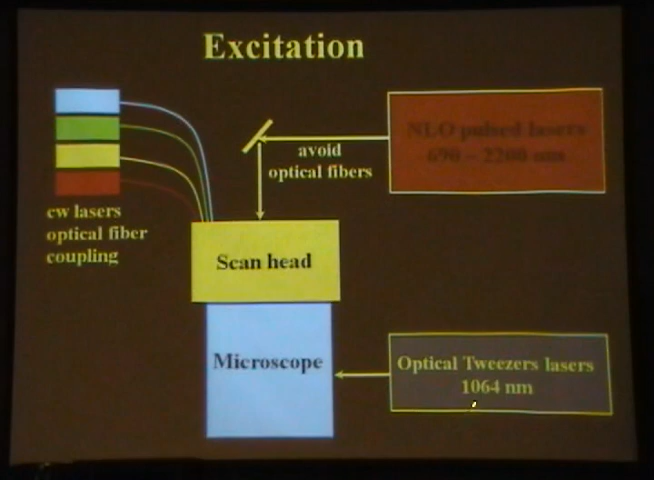 Excitation
NLO pulsed lasers
690 – 2200 nm
avoid
optical fibers
cw lasers
optical fiber
coupling
Scan head
Microscope
Optical Tweezers lasers
1064 nm